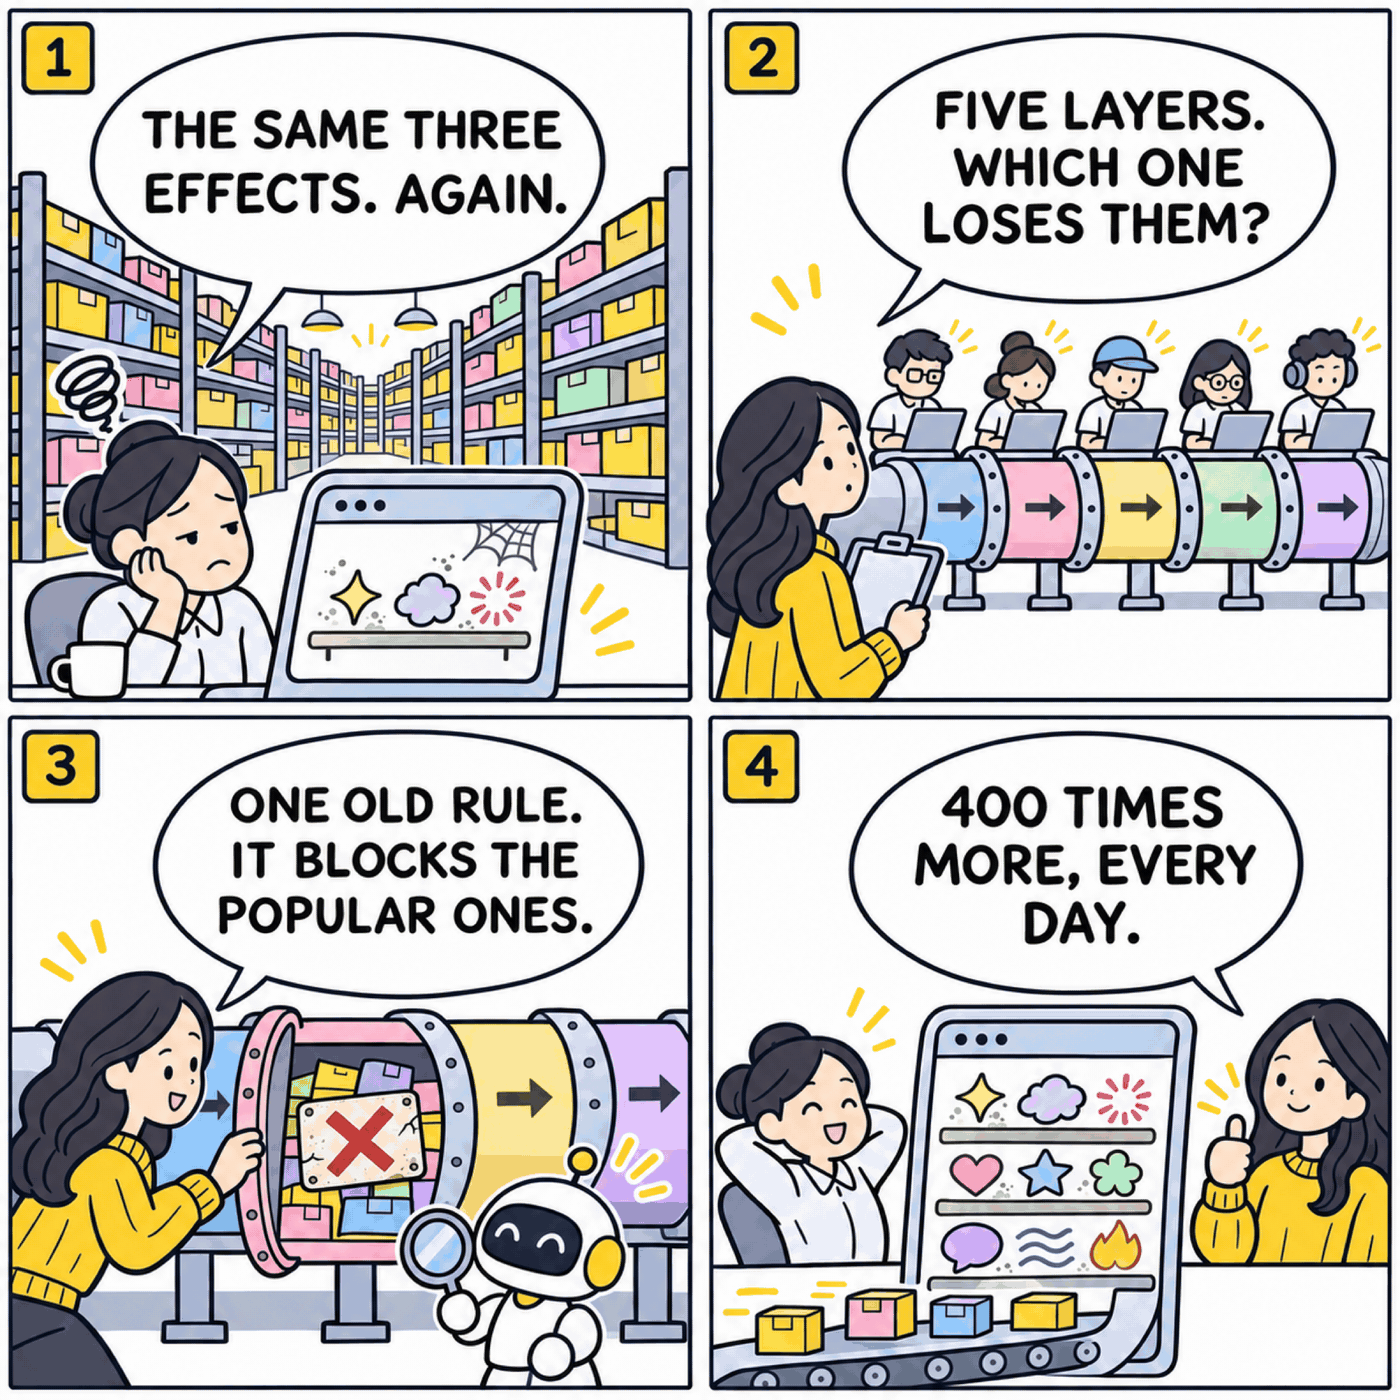 1
THE SAME THREE
EFFECTS. AGAIN.
2
FIVE LAYERS.
WHICH ONE
LOSES THEM?
3
ONE OLD RULE.
IT BLOCKS THE
POPULAR ONES.
4
400 TIMES
MORE, EVERY
DAY.